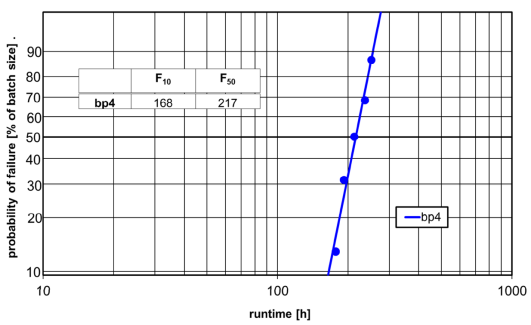 probability of failure [% of batch size] .
90
80
70
60
50
40
30
20
10
F10 F50
bp4 168 217
bp4
10 100 1000
runtime [h]